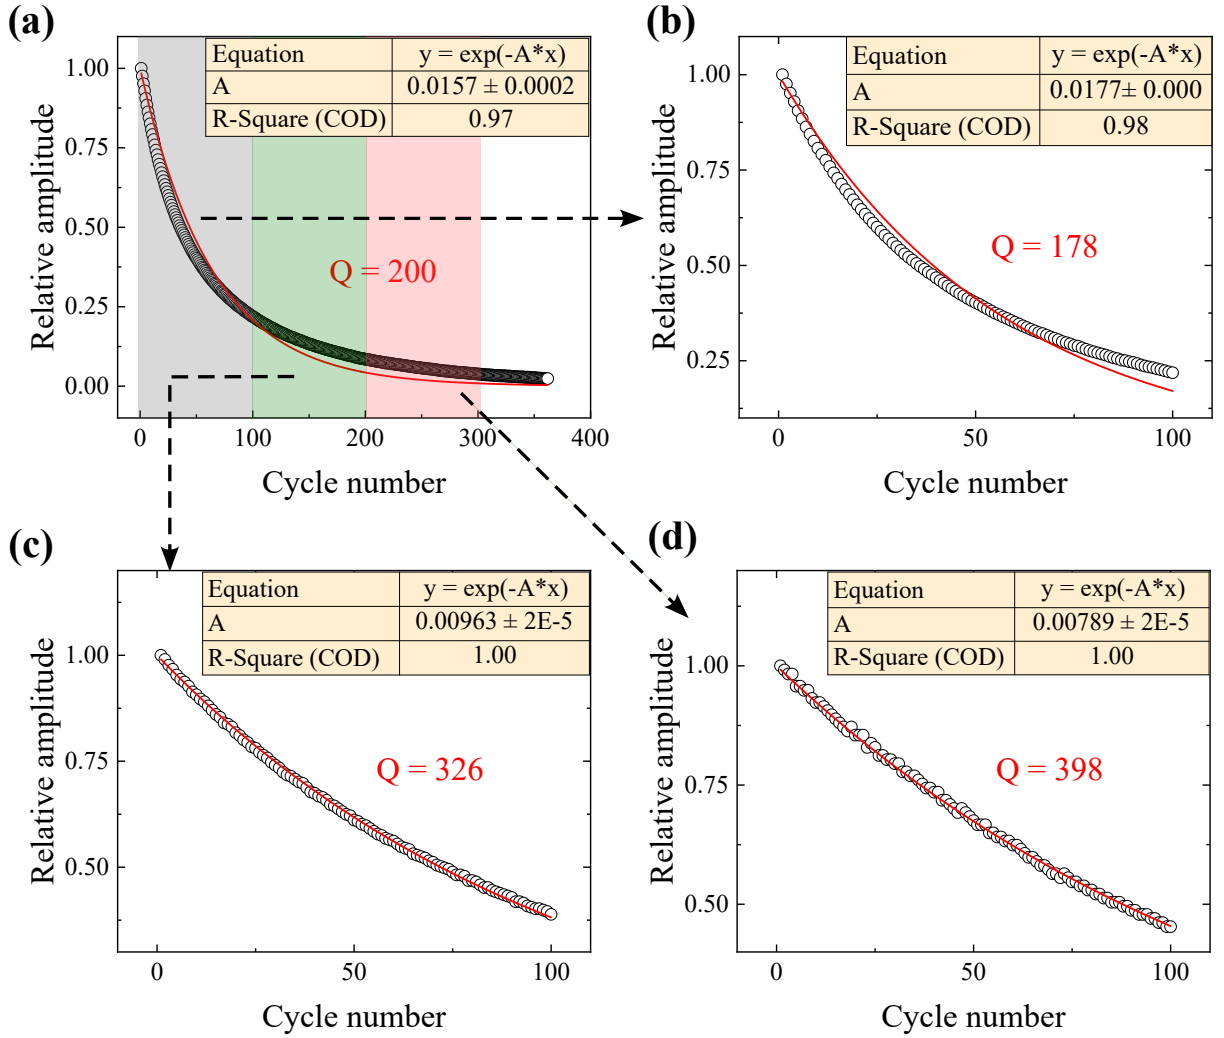 (a)
Equation y = exp(-A*x)
A 0.0157 ± 0.0002
R-Square (COD) 0.97
Q = 200
Relative amplitude
1.00
0.75
0.50
0.25
0.00
0 100 200 300 400
Cycle number
(b)
Equation y = exp(-A*x)
A 0.0177± 0.000
R-Square (COD) 0.98
Q = 178
Relative amplitude
1.00
0.75
0.50
0.25
0 50 100
Cycle number
(c)
Equation y = exp(-A*x)
A 0.00963 ± 2E-5
R-Square (COD) 1.00
Q = 326
Relative amplitude
1.00
0.75
0.50
0 50 100
Cycle number
(d)
Equation y = exp(-A*x)
A 0.00789 ± 2E-5
R-Square (COD) 1.00
Q = 398
Relative amplitude
1.00
0.75
0.50
0 50 100
Cycle number